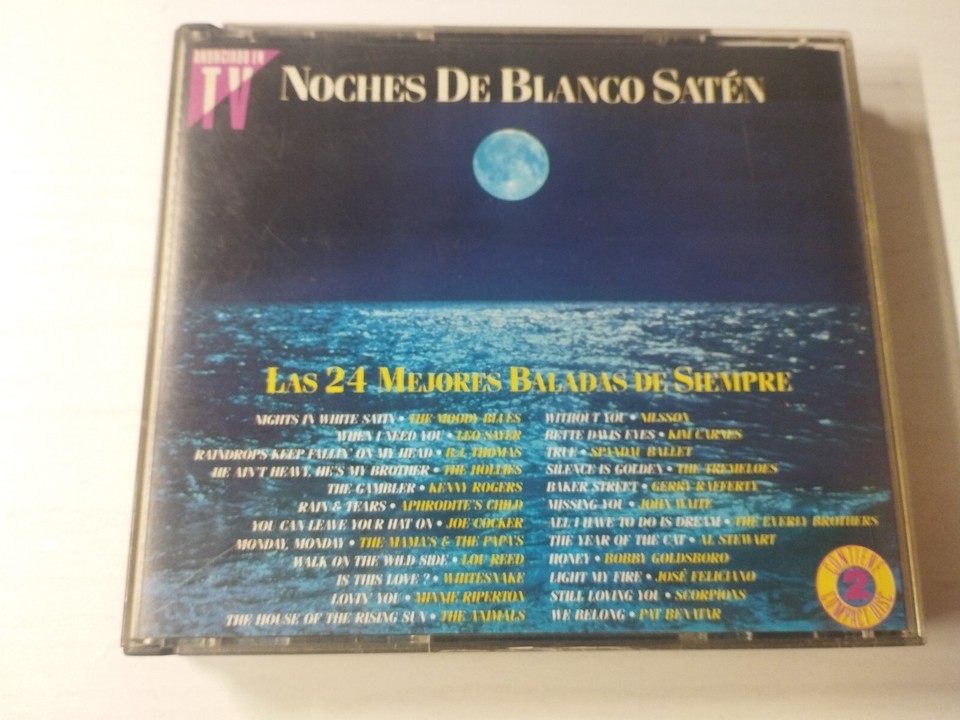 ANUNCIADO EN
TV
NOCHES DE BLANCO SATÉN
LAS 24 MEJORES BALADAS DE SIEMPRE
NIGHTS IN WHITE SATIN • THE MOODY BLUES
WHEN I NEED YOU • LEO SAYER
RAINDROPS KEEP FALLIN' ON MY HEAD • B.J. THOMAS
HE AIN'T HEAVY, HE'S MY BROTHER • THE HOLLIES
THE GAMBLER • KENNY ROGERS
RAIN & TEARS • APHRODITE'S CHILD
YOU CAN LEAVE YOUR HAT ON • JOE COCKER
MONDAY, MONDAY • THE MAMA'S & THE PAPA'S
WALK ON THE WILD SIDE • LOU REED
IS THIS LOVE? • WHITESNAKE
LOVIN' YOU • MINNIE RIPERTON
THE HOUSE OF THE RISING SUN • THE ANIMALS
WITHOUT YOU • NILSSON
BETTE DAVIS EYES • KIM CARNES
TRUE • SPANDAU BALLET
SILENCE IS GOLDEN • THE TREMELOES
BAKER STREET • GERRY RAFFERTY
MISSING YOU • JOHN WAITE
ALL I HAVE TO DO IS DREAM • THE EVERLY BROTHERS
THE YEAR OF THE CAT • AL STEWART
HONEY • BOBBY GOLDSBORO
LIGHT MY FIRE • JOSÉ FELICIANO
STILL LOVING YOU • SCORPIONS
WE BELONG • PAT BENATAR
CONTIENE
2
COMPACT DISC